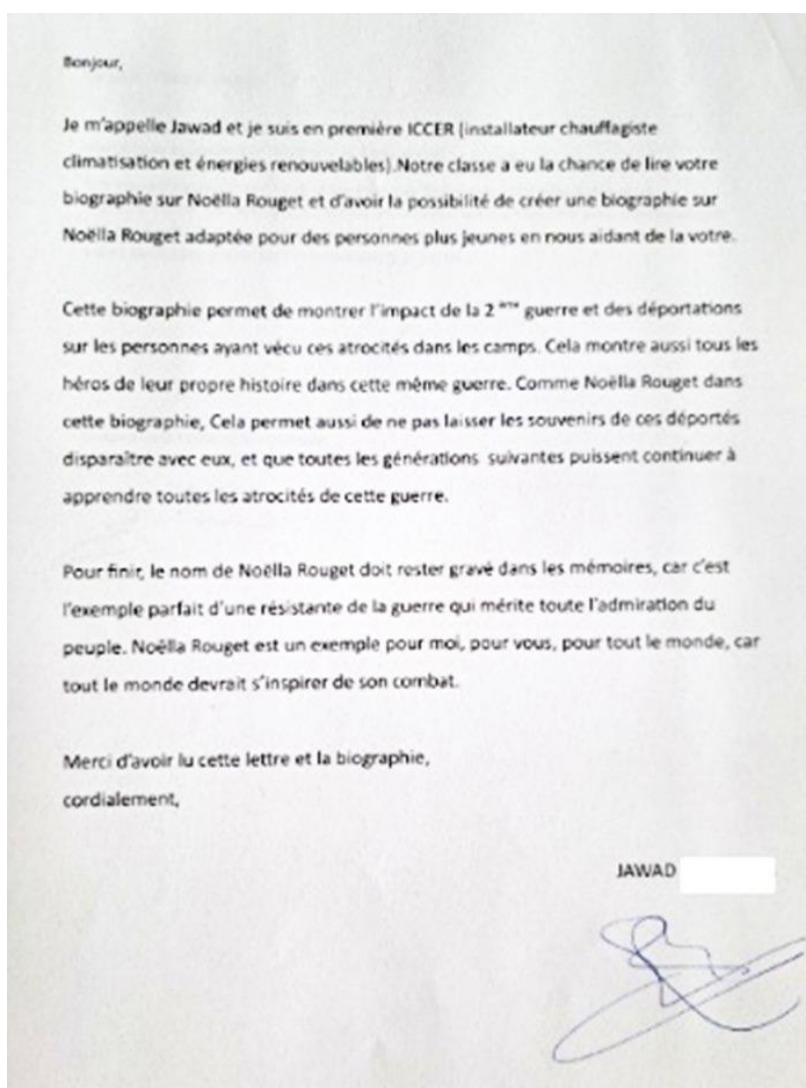 Bonjour,
Je m'appelle Jawad et je suis en première ICCER (installateur chauffagiste
climatisation et énergies renouvelables).Notre classe a eu la chance de lire votre
biographie sur Noëlla Rouget et d'avoir la possibilité de créer une biographie sur
Noëlla Rouget adaptée pour des personnes plus jeunes en nous aidant de la votre.
Cette biographie permet de montrer l'impact de la 2 ème guerre et des déportations
sur les personnes ayant vécu ces atrocités dans les camps. Cela montre aussi tous les
héros de leur propre histoire dans cette même guerre. Comme Noëlla Rouget dans
cette biographie, Cela permet aussi de ne pas laisser les souvenirs de ces déportés
disparaître avec eux, et que toutes les générations suivantes puissent continuer à
apprendre toutes les atrocités de cette guerre.
Pour finir, le nom de Noëlla Rouget doit rester gravé dans les mémoires, car c'est
l'exemple parfait d'une résistante de la guerre qui mérite toute l'admiration du
peuple. Noëlla Rouget est un exemple pour moi, pour vous, pour tout le monde, car
tout le monde devrait s'inspirer de son combat.
Merci d'avoir lu cette lettre et la biographie,
cordialement,
JAWAD